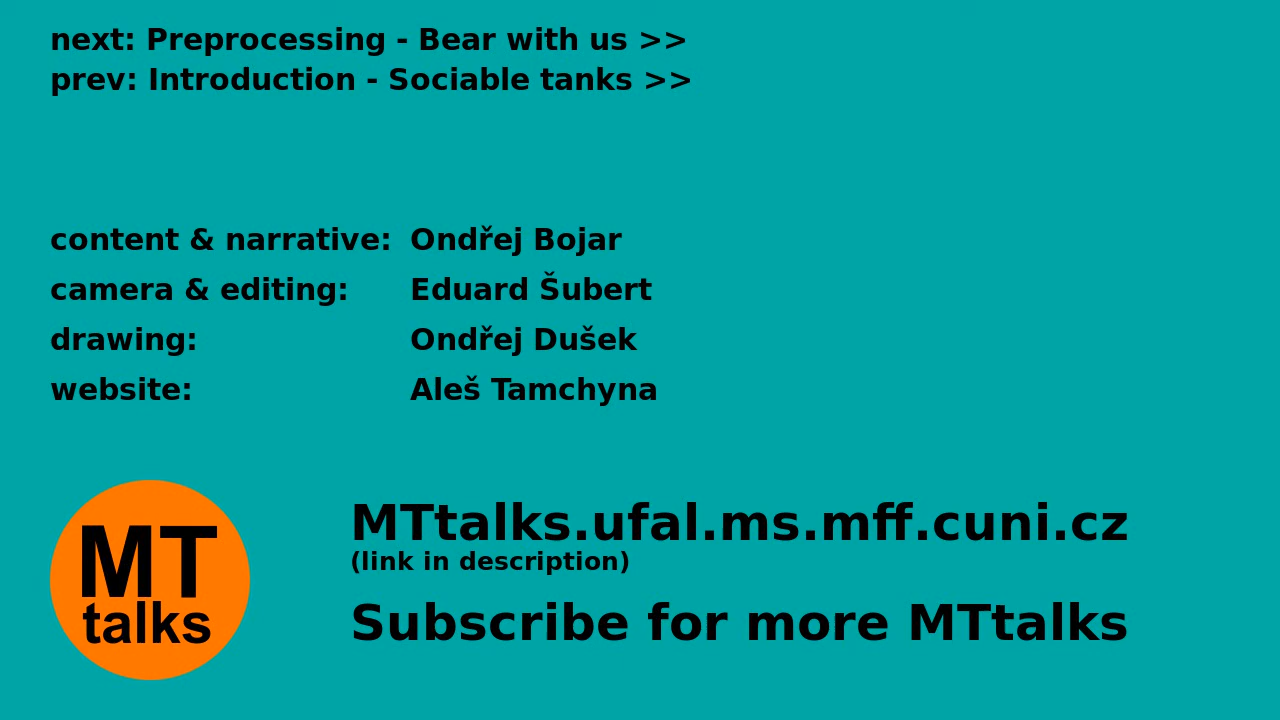 next: Preprocessing - Bear with us >>
prev: Introduction - Sociable tanks >>
content & narrative: Ondřej Bojar
camera & editing: Eduard Šubert
drawing: Ondřej Dušek
website: Aleš Tamchyna
MT
talks
MTtalks.ufal.ms.mff.cuni.cz
(link in description)
Subscribe for more MTtalks